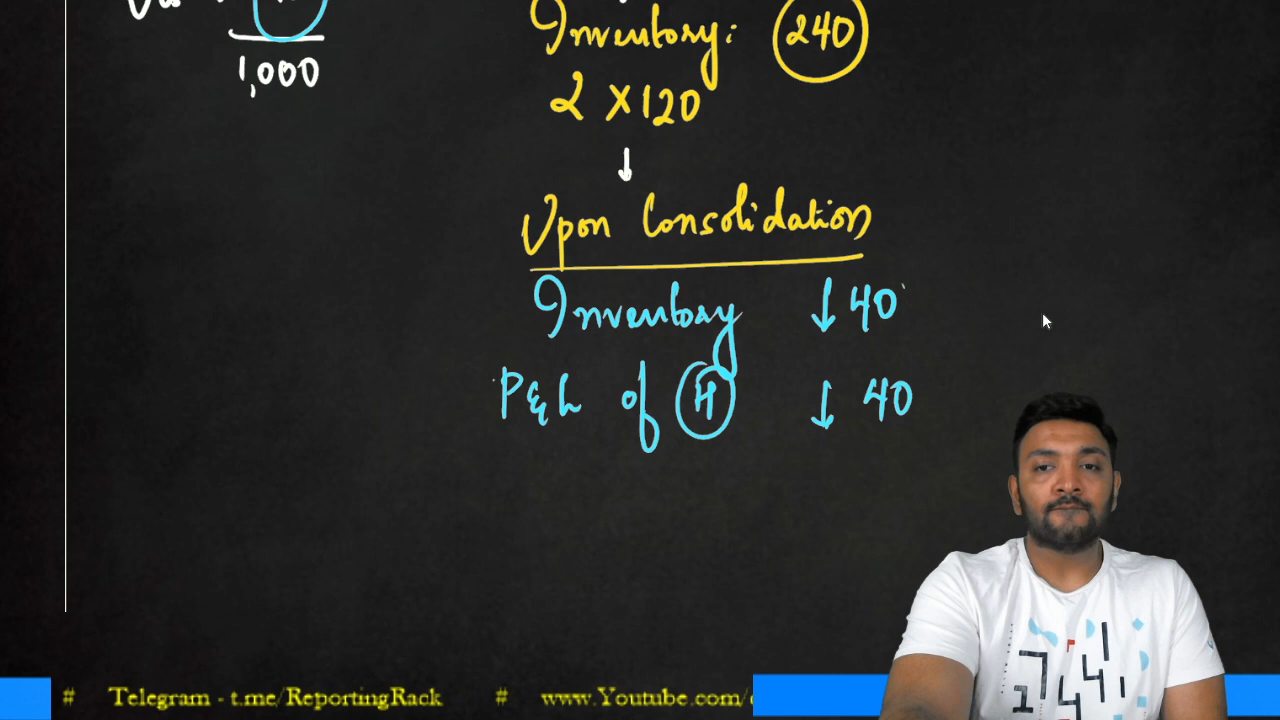 1,000
Inventory: 240
2 X 120
↓
Upon Consolidation
Inventory ↓ 40
P&L of H ↓ 40
# Telegram - t.me/ReportingRack # www.Youtube.com/